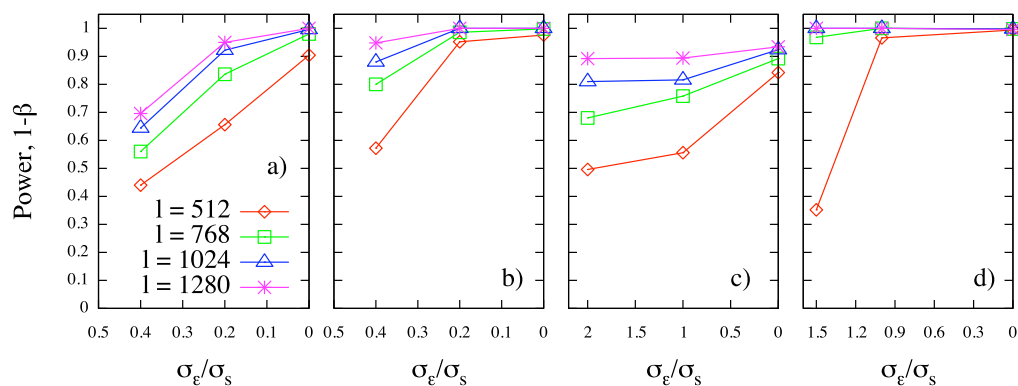 Power, 1-β
1
0.9
0.8
0.7
0.6
0.5
0.4
0.3
0.2
0.1
0
a)
l = 512
l = 768
l = 1024
l = 1280
b)
c)
d)
0.5 0.4 0.3 0.2 0.1 0
0.5 0.4 0.3 0.2 0.1 0
2 1 0.5 0
1.5 1.2 0.9 0.6 0.3 0
σε/σs
σε/σs
σε/σs
σε/σs